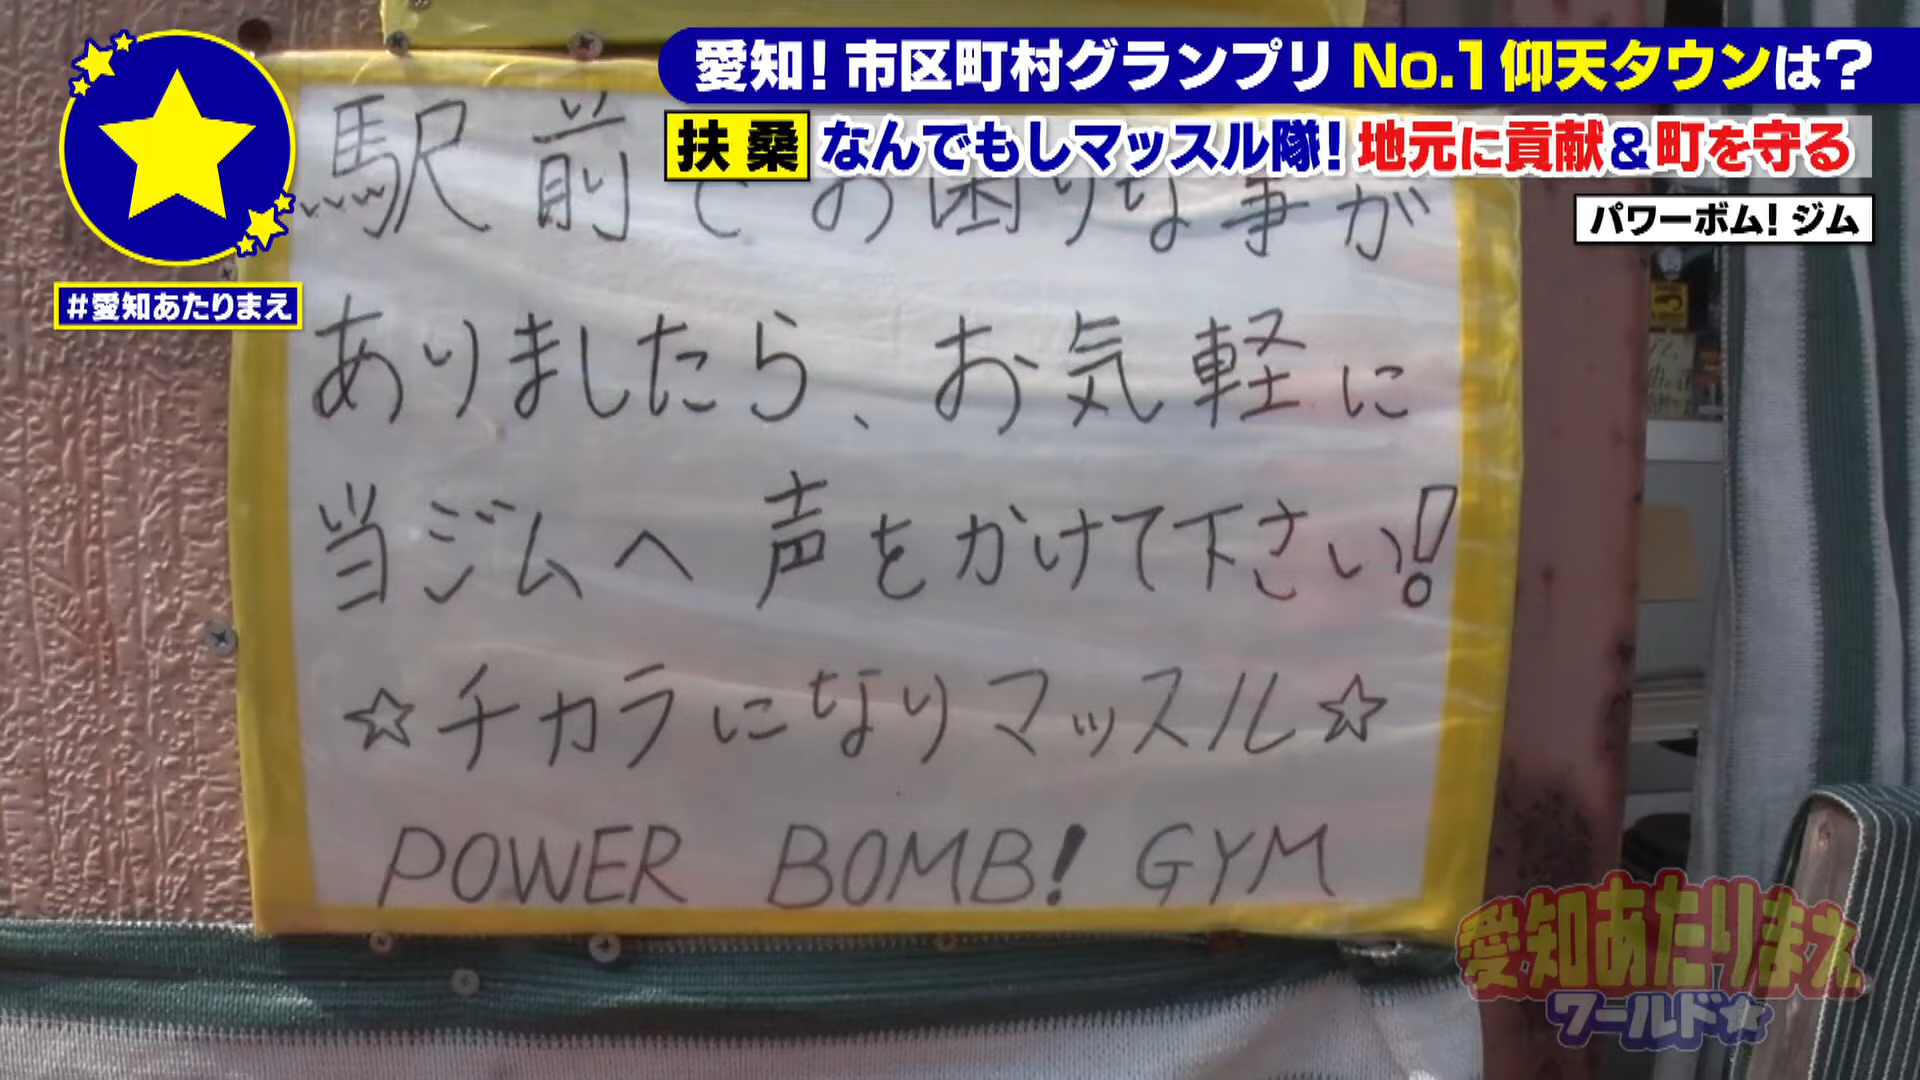 愛知!市区町村グランプリ No.1仰天タウンは?
扶桑 なんでもしマッスル隊!地元に貢献&町を守る
パワーボム!ジム
#愛知あたりまえ
駅前でお困りな事が
ありましたら、お気軽に
当ジムへ声をかけて下さい!
☆チカラになりマッスル☆
POWER BOMB! GYM
愛知あたりまえ
ワールド☆